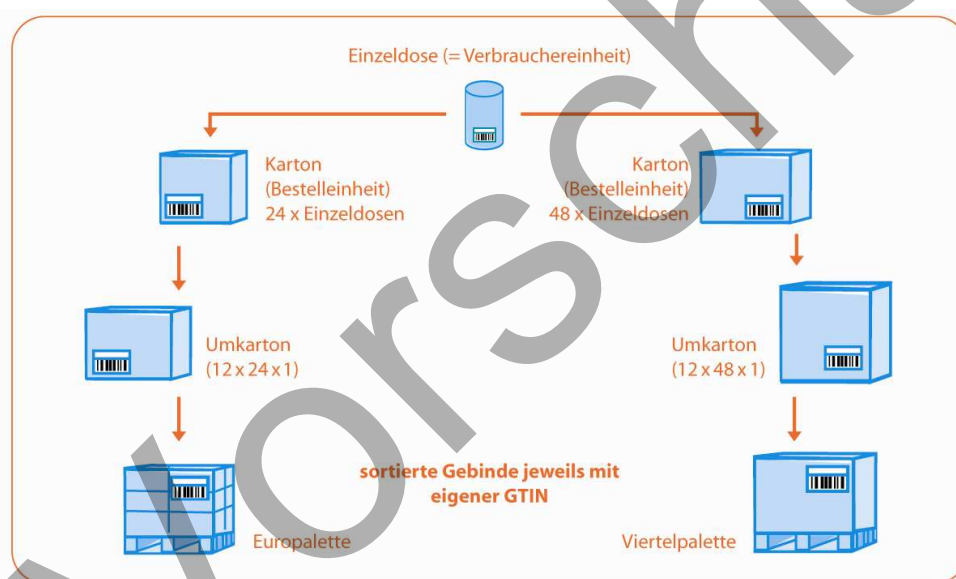 Einzeldose (= Verbrauchereinheit)
Karton
(Bestelleinheit)
24 x Einzeldosen
Karton
(Bestelleinheit)
48 x Einzeldosen
Umkarton
(12 x 24 x 1)
Umkarton
(12 x 48 x 1)
sortierte Gebinde jeweils mit
eigener GTIN
Europalette
Viertelpalette
Vorscha